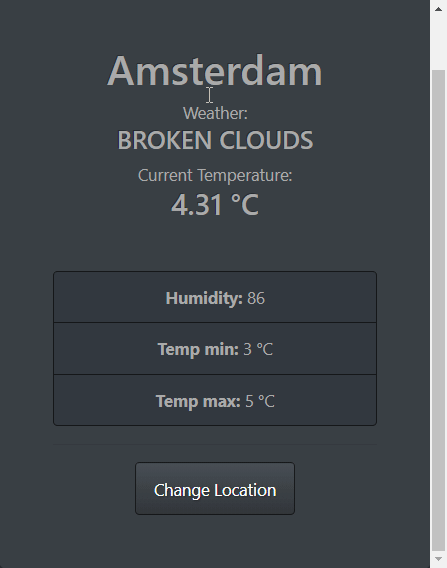 Amsterdam
Weather:
BROKEN CLOUDS
Current Temperature:
4.31 °C
Humidity: 86
Temp min: 3 °C
Temp max: 5 °C
Change Location